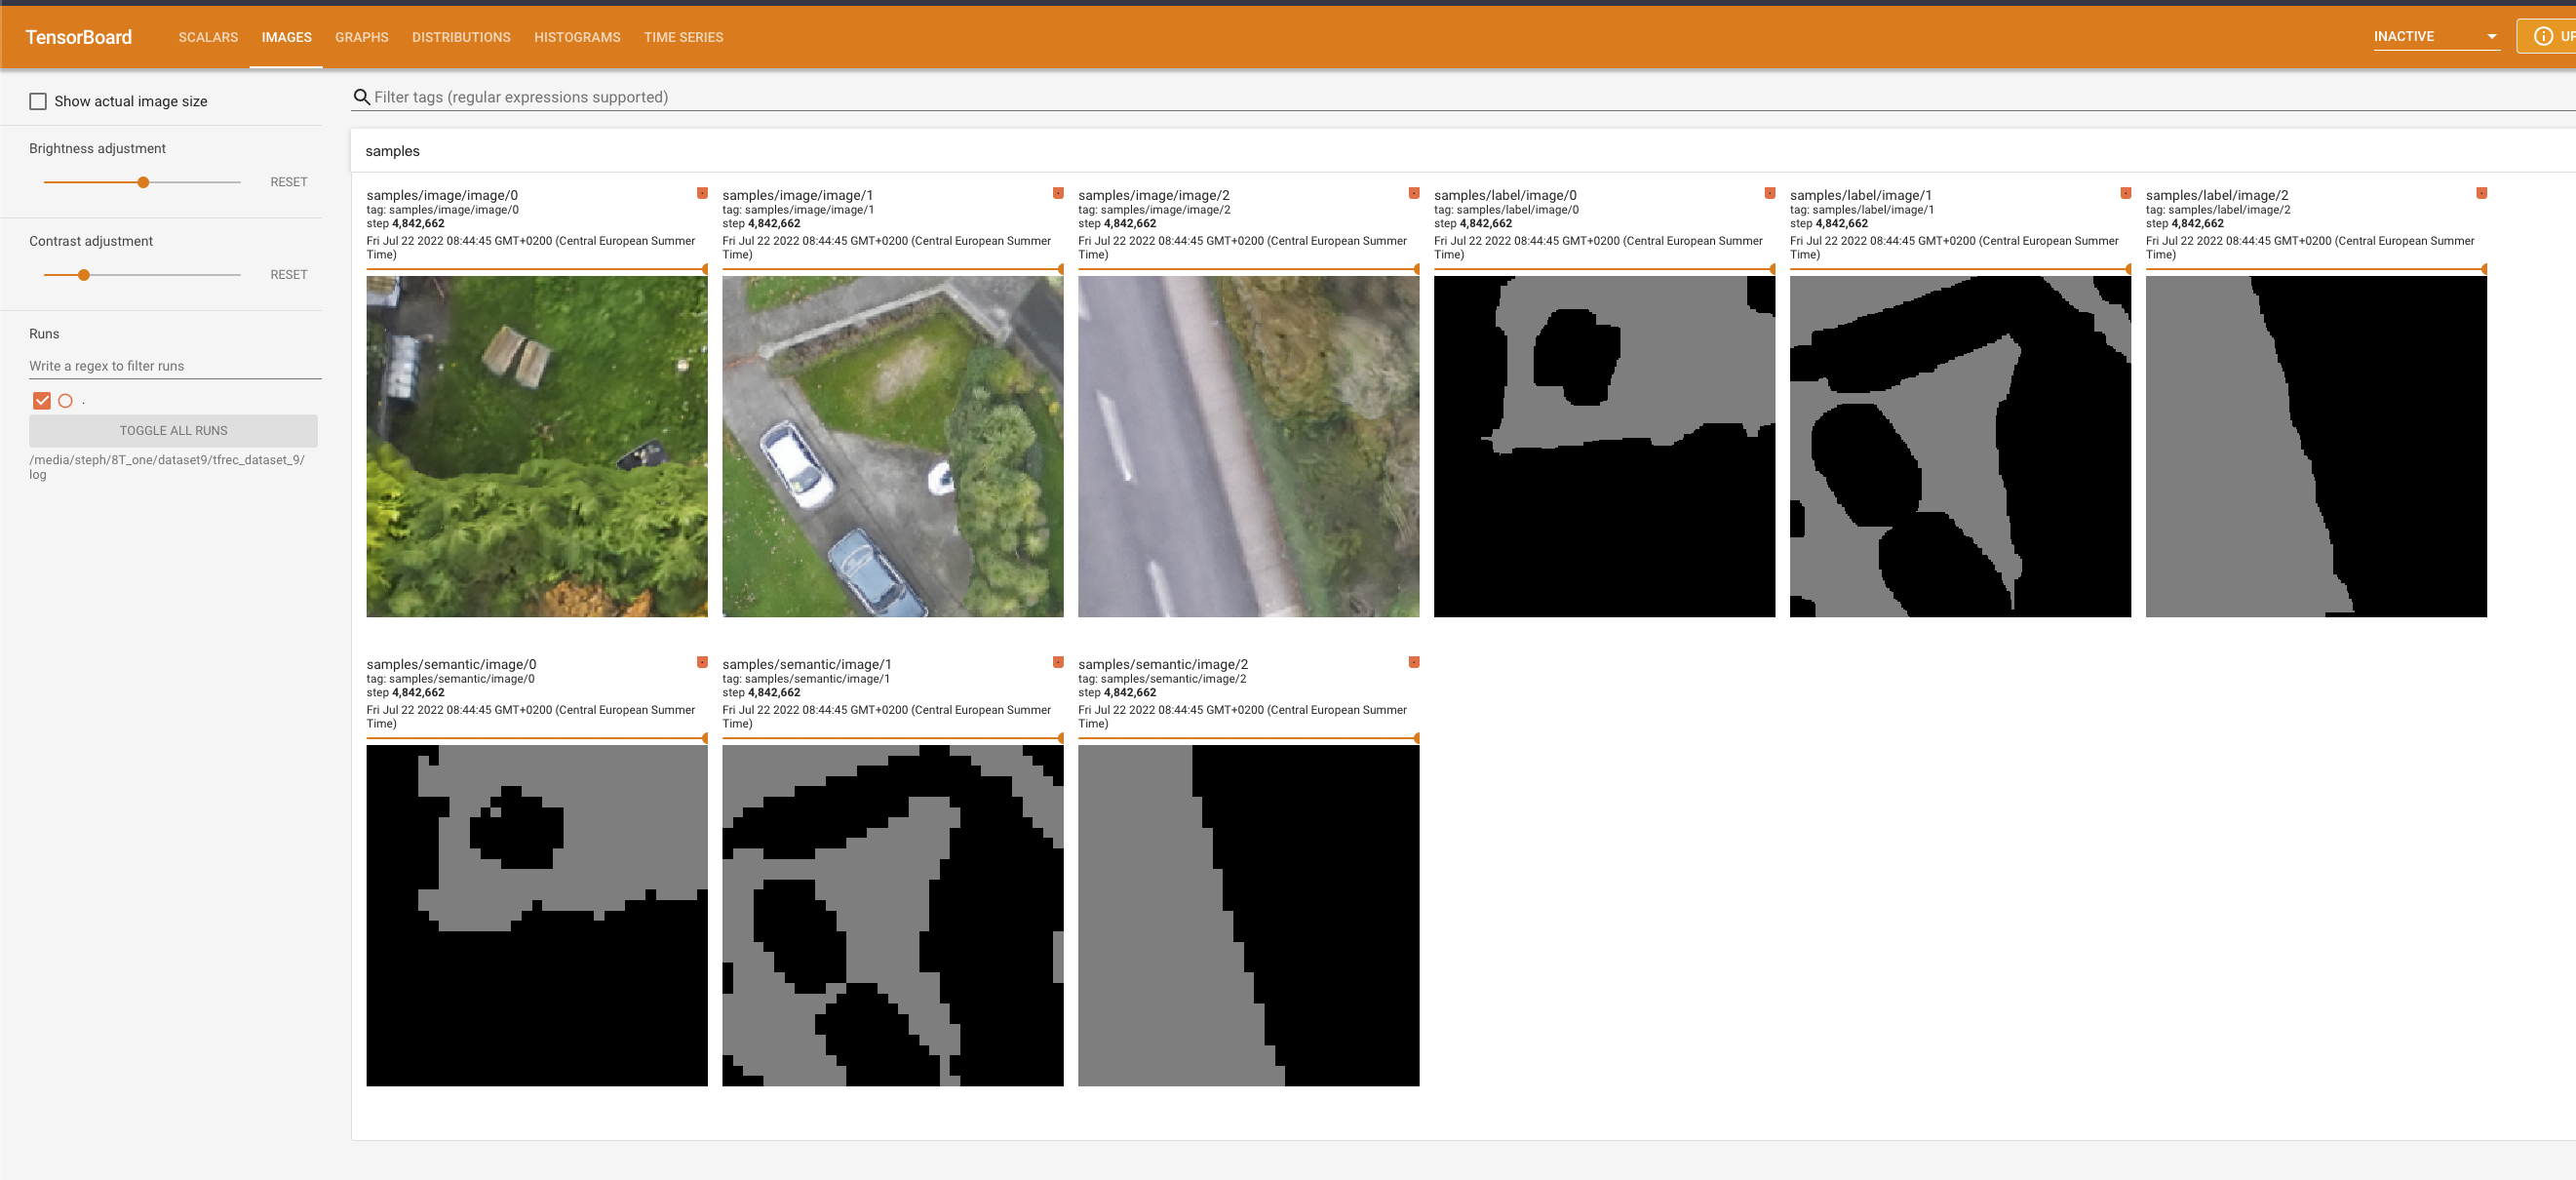 TensorBoard
SCALARS
IMAGES
GRAPHS
DISTRIBUTIONS
HISTOGRAMS
TIME SERIES
INACTIVE
UP
Show actual image size
Brightness adjustment
RESET
Contrast adjustment
RESET
Runs
Write a regex to filter runs
.
TOGGLE ALL RUNS
/media/steph/8T_one/dataset9/tfrec_dataset_9/
log
Filter tags (regular expressions supported)
samples
samples/image/image/0
tag: samples/image/image/0
step 4,842,662
Fri Jul 22 2022 08:44:45 GMT+0200 (Central European Summer
Time)
samples/image/image/1
tag: samples/image/image/1
step 4,842,662
Fri Jul 22 2022 08:44:45 GMT+0200 (Central European Summer
Time)
samples/image/image/2
tag: samples/image/image/2
step 4,842,662
Fri Jul 22 2022 08:44:45 GMT+0200 (Central European Summer
Time)
samples/label/image/0
tag: samples/label/image/0
step 4,842,662
Fri Jul 22 2022 08:44:45 GMT+0200 (Central European Summer
Time)
samples/label/image/1
tag: samples/label/image/1
step 4,842,662
Fri Jul 22 2022 08:44:45 GMT+0200 (Central European Summer
Time)
samples/label/image/2
tag: samples/label/image/2
step 4,842,662
Fri Jul 22 2022 08:44:45 GMT+0200 (Central European Summer
Time)
samples/semantic/image/0
tag: samples/semantic/image/0
step 4,842,662
Fri Jul 22 2022 08:44:45 GMT+0200 (Central European Summer
Time)
samples/semantic/image/1
tag: samples/semantic/image/1
step 4,842,662
Fri Jul 22 2022 08:44:45 GMT+0200 (Central European Summer
Time)
samples/semantic/image/2
tag: samples/semantic/image/2
step 4,842,662
Fri Jul 22 2022 08:44:45 GMT+0200 (Central European Summer
Time)